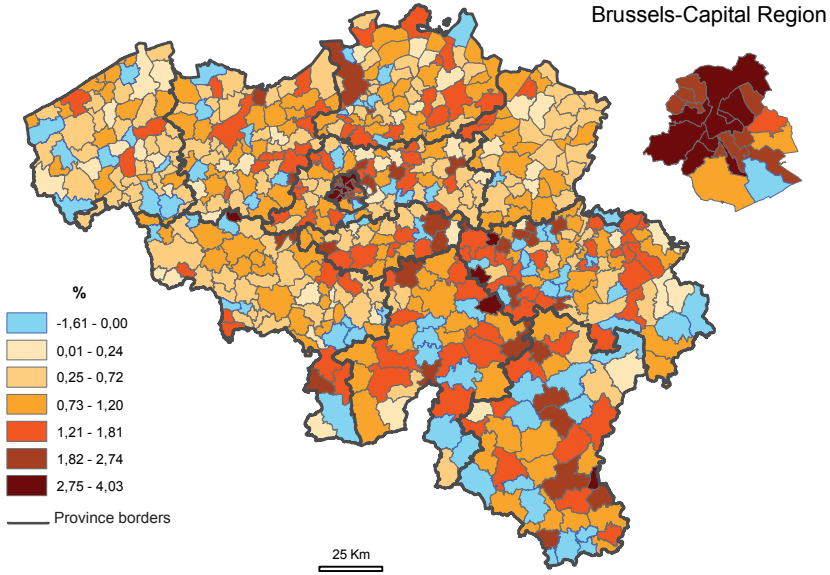 Brussels-Capital Region
%
-1,61 - 0,00
0,01 - 0,24
0,25 - 0,72
0,73 - 1,20
1,21 - 1,81
1,82 - 2,74
2,75 - 4,03
Province borders
25 Km